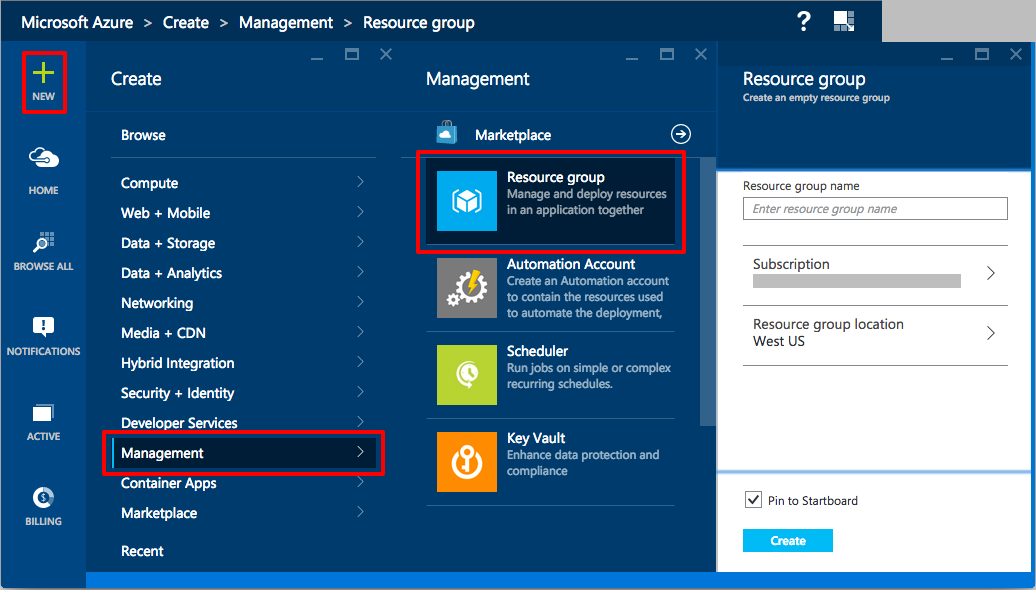 Microsoft Azure > Create > Management > Resource group
?
NEW
HOME
BROWSE ALL
NOTIFICATIONS
ACTIVE
BILLING
Create
Browse
Compute
Web + Mobile
Data + Storage
Data + Analytics
Networking
Media + CDN
Hybrid Integration
Security + Identity
Developer Services
Management
Container Apps
Marketplace
Recent
Management
Marketplace
Resource group
Manage and deploy resources
in an application together
Automation Account
Create an Automation account
to contain the resources used
to automate the deployment,
Scheduler
Run jobs on simple or complex
recurring schedules.
Key Vault
Enhance data protection and
compliance
Resource group
Create an empty resource group
Resource group name
Enter resource group name
Subscription
Resource group location
West US
Pin to Startboard
Create